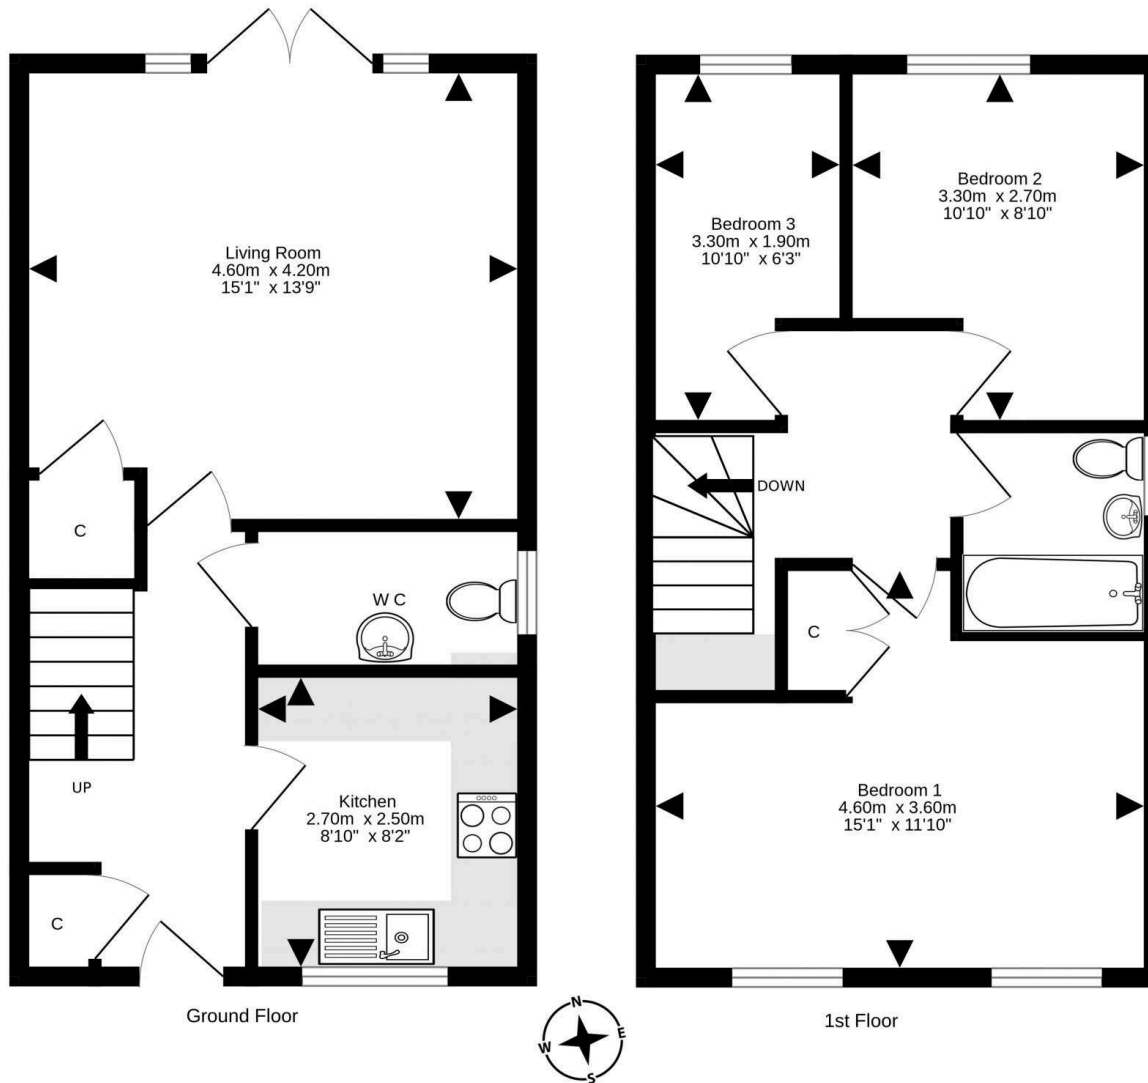 Living Room
4.60m x 4.20m
15'1" x 13'9"
C
W C
UP
Kitchen
2.70m x 2.50m
8'10" x 8'2"
C
Ground Floor
Bedroom 3
3.30m x 1.90m
10'10" x 6'3"
Bedroom 2
3.30m x 2.70m
10'10" x 8'10"
DOWN
C
Bedroom 1
4.60m x 3.60m
15'1" x 11'10"
1st Floor
N
E
W
S